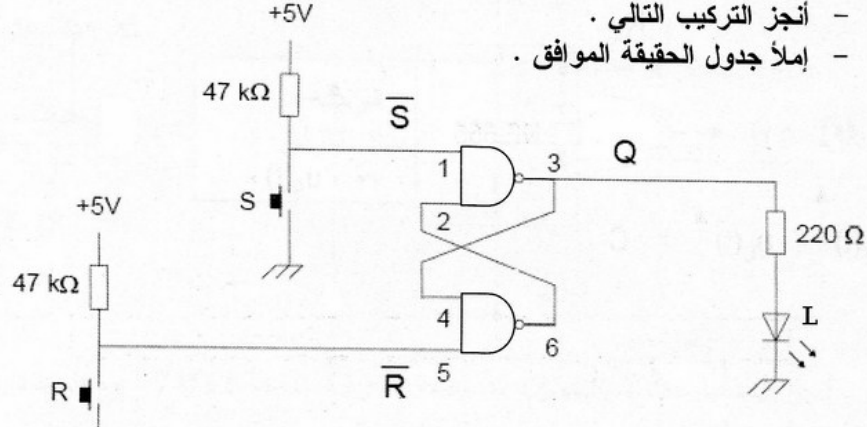 - أنجز التركيب التالي .
- إملأ جدول الحقيقة الموافق .
+5V
47 kΩ
S̅
1
3
Q
2
S
+5V
220 Ω
47 kΩ
4
L
6
R̅
5
R